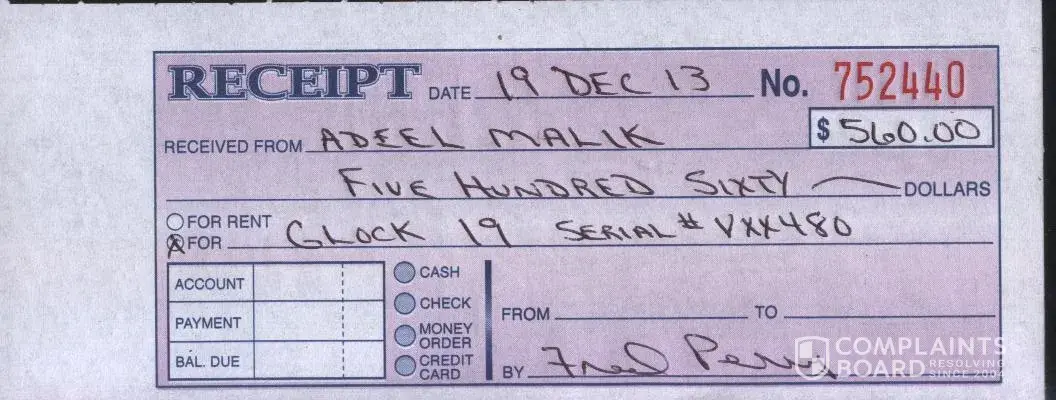 RECEIPT DATE 19 DEC 13 No. 752440
RECEIVED FROM ADEEL MALIK $ 560.00
FIVE HUNDRED SIXTY DOLLARS
FOR RENT
FOR GLOCK 19 SERIAL # VXX480
ACCOUNT
PAYMENT
BAL. DUE
CASH
CHECK
MONEY ORDER
CREDIT CARD
FROM TO
BY Fred Perry
COMPLAINTS
BOARD RESOLVING
SINCE 2004